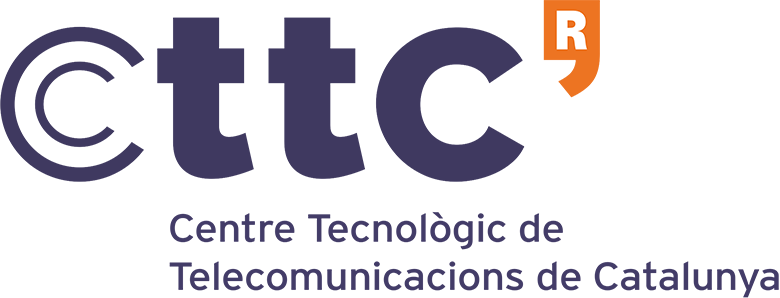 cttc R
Centre Tecnològic de
Telecomunicacions de Catalunya